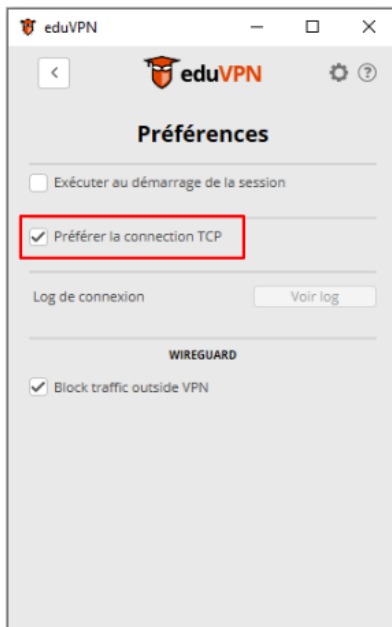 eduVPN
eduVPN
Préférences
Exécuter au démarrage de la session
Préférer la connection TCP
Log de connexion
Voir log
WIREGUARD
Block traffic outside VPN